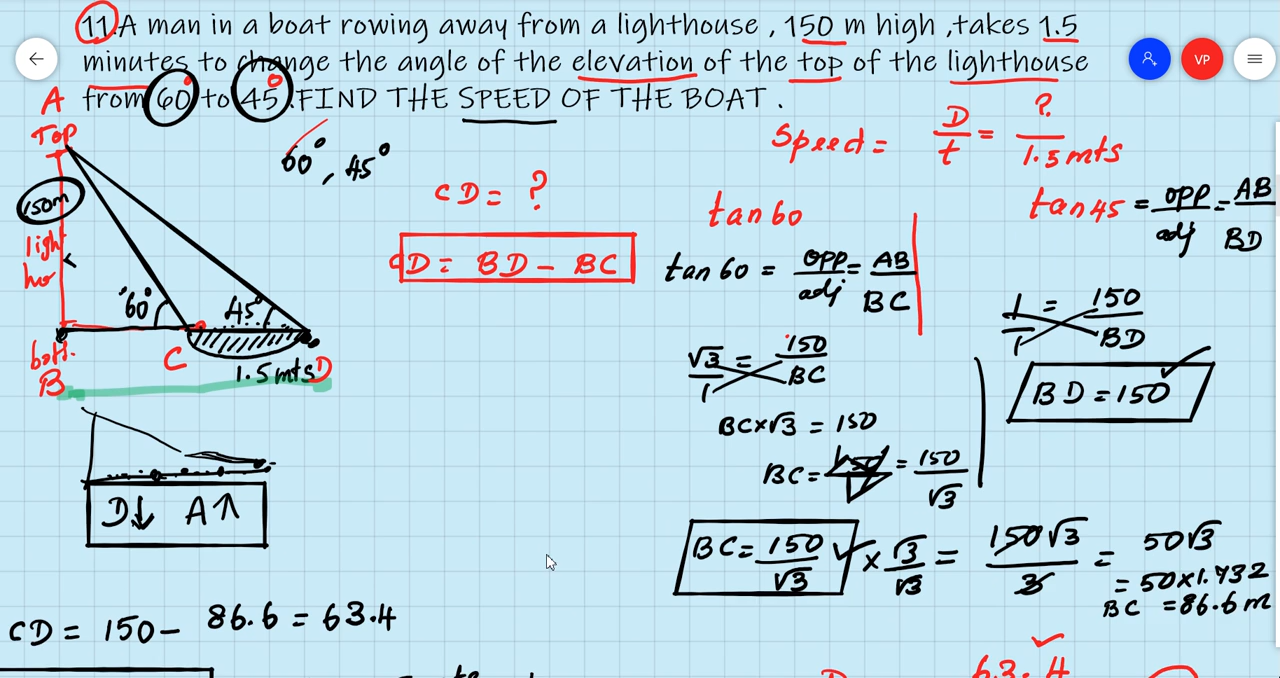 11. A man in a boat rowing away from a lighthouse , 150 m high ,takes 1.5
minutes to change the angle of the elevation of the top of the lighthouse
from 60° to 45°.FIND THE SPEED OF THE BOAT .
VP
A
Top
150m
ligh
ho
60°
45°
bott.
B
C
1.5 mts
D
60° , 45°
CD = ?
CD = BD - BC
Speed = D/t = ?/1.5 mts
tan 60
tan 60 = opp/adj = AB/BC
√3/1 = 150/BC
BC×√3 = 150
BC = = 150/√3
BC = 150/√3 × √3/√3 = 150√3/3 = 50√3
= 50×1.732
BC = 86.6 m
tan 45 = opp/adj = AB/BD
1/1 = 150/BD
BD = 150
D↓ A↑
CD = 150 - 86.6 = 63.4
63.4